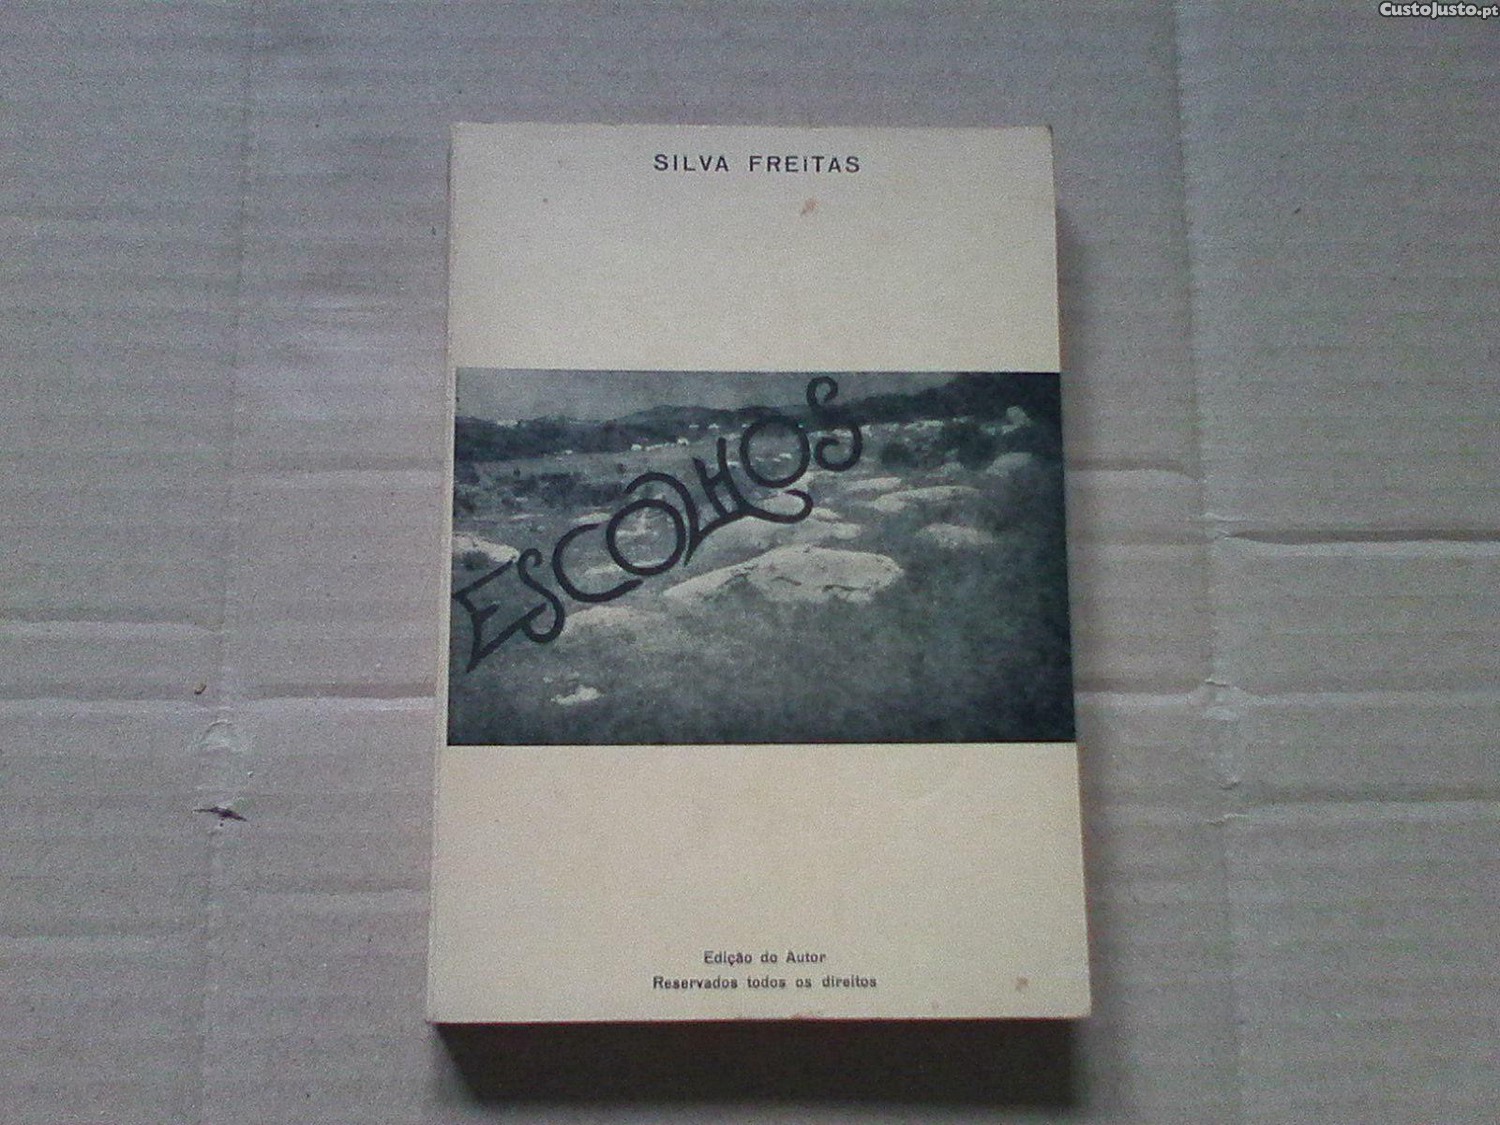 CustoJusto.pt
SILVA FREITAS
ESCOLHOS
Edição do Autor
Reservados todos os direitos